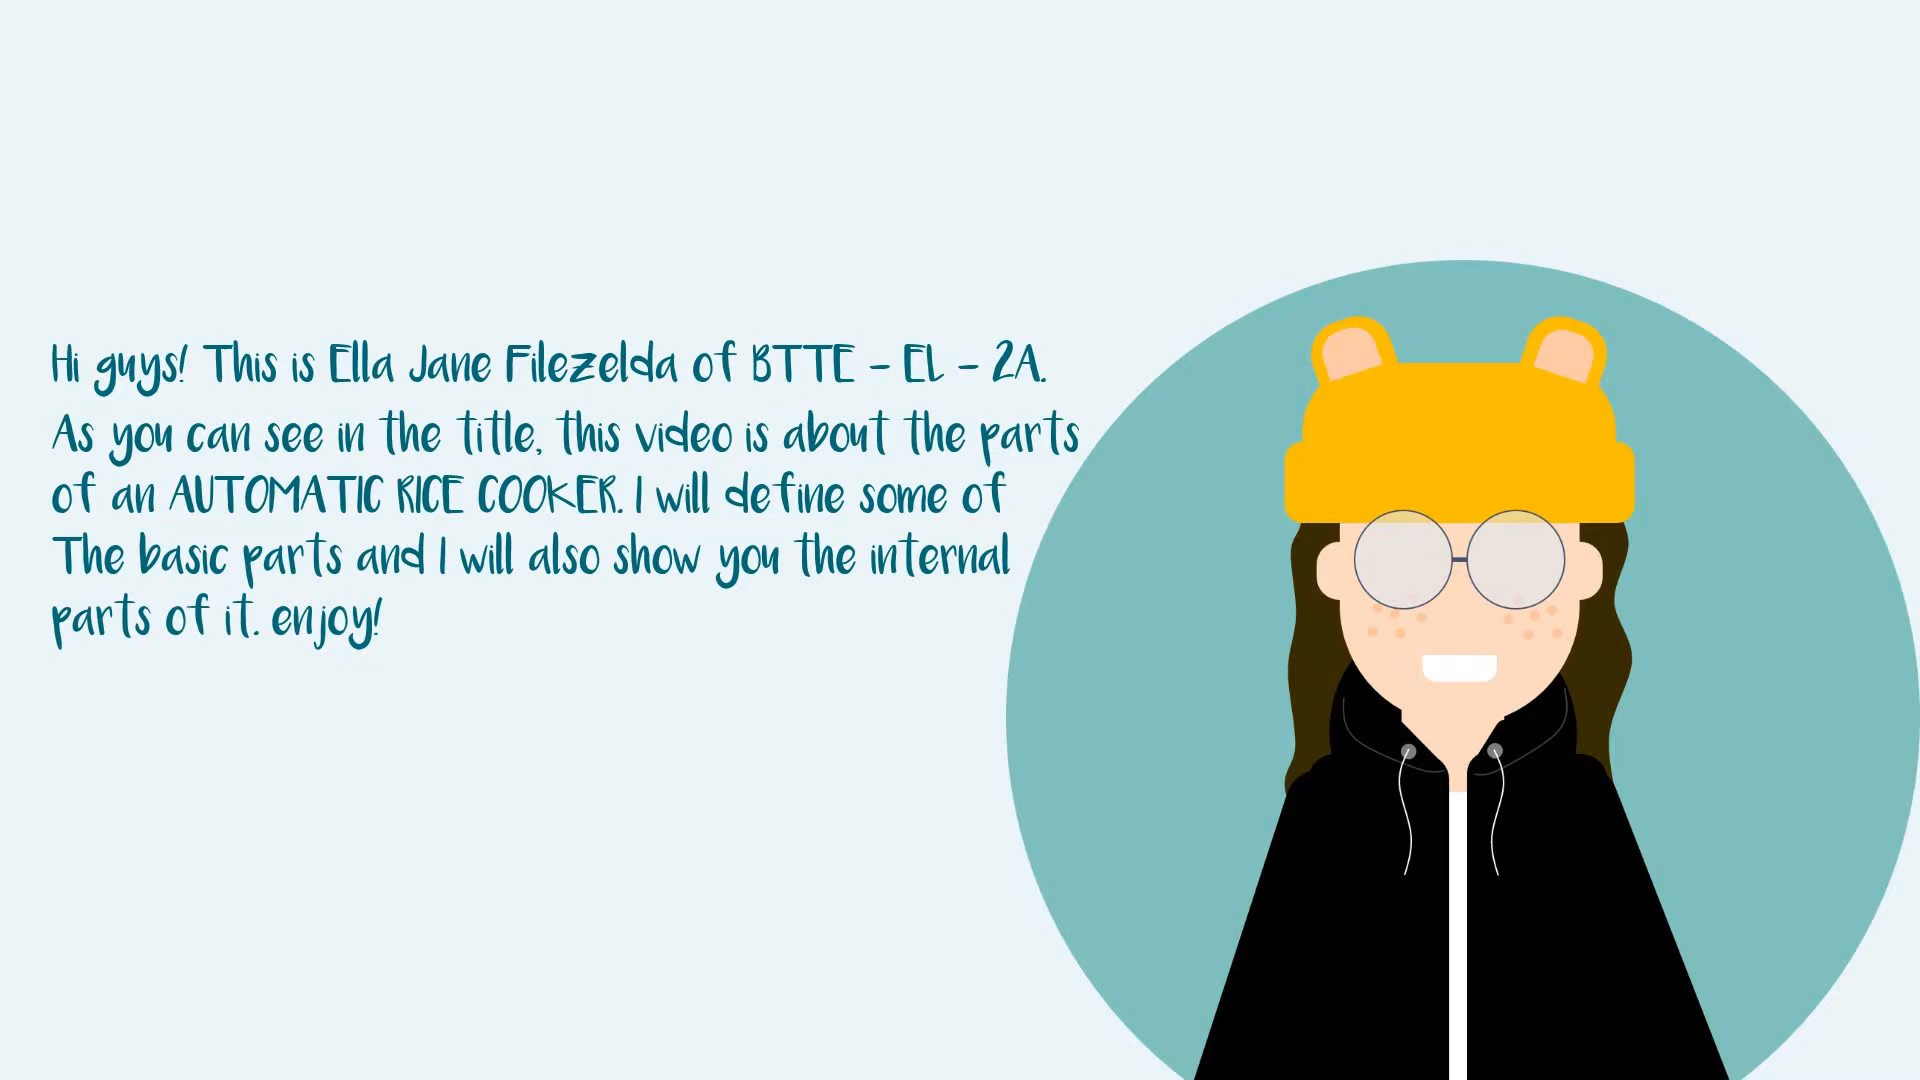 Hi guys! This is Ella Jane Filezelda of BTTE - EL - 2A.
As you can see in the title, this video is about the parts
of an AUTOMATIC RICE COOKER. I will define some of
The basic parts and I will also show you the internal
parts of it. enjoy!